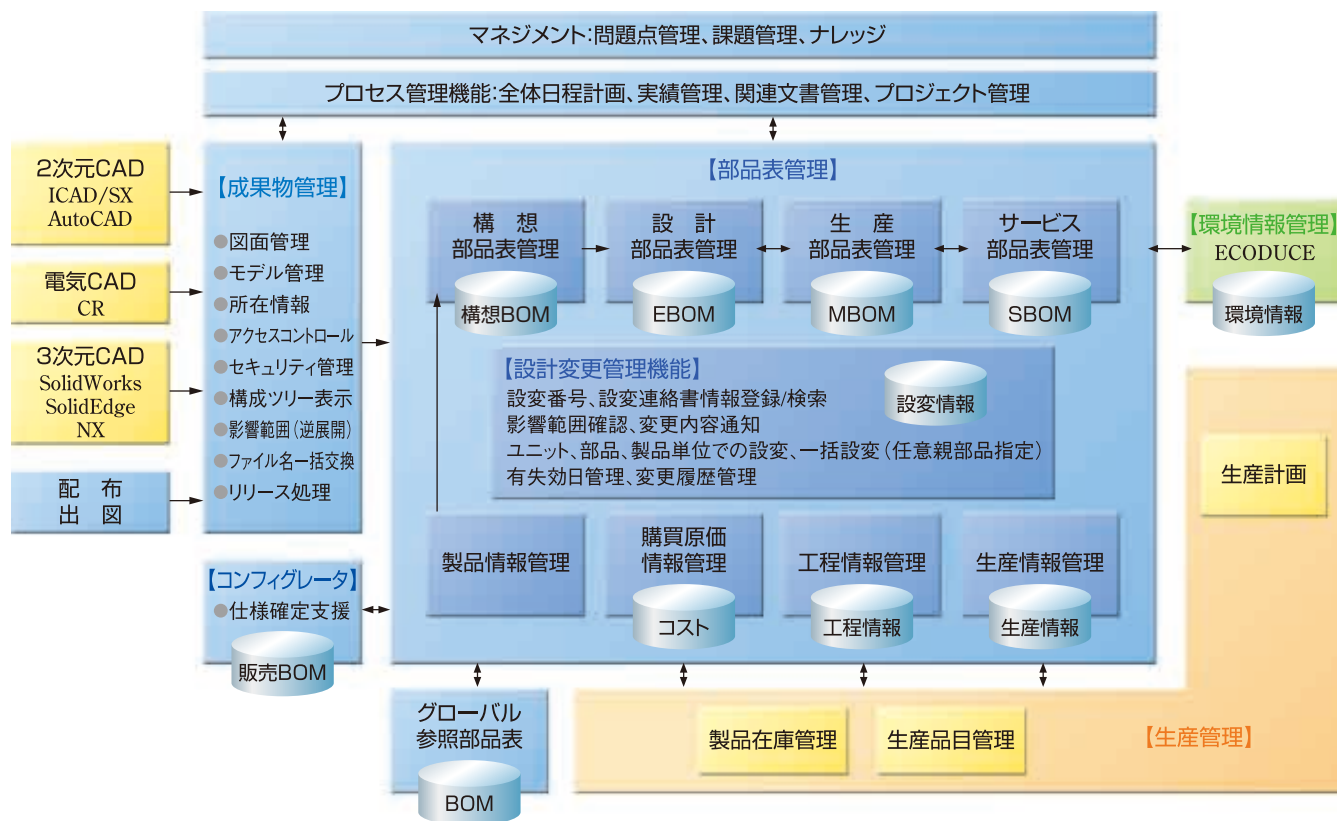 マネジメント:問題点管理、課題管理、ナレッジ
プロセス管理機能:全体日程計画、実績管理、関連文書管理、プロジェクト管理
2次元CAD
ICAD/SX
AutoCAD
電気CAD
CR
3次元CAD
SolidWorks
SolidEdge
NX
配 布
出 図
【成果物管理】
●図面管理
●モデル管理
●所在情報
●アクセスコントロール
●セキュリティ管理
●構成ツリー表示
●影響範囲(逆展開)
●ファイル名一括交換
●リリース処理
【コンフィグレータ】
●仕様確定支援
販売BOM
【部品表管理】
構 想
部品表管理
構想BOM
設 計
部品表管理
EBOM
生 産
部品表管理
MBOM
サービス
部品表管理
SBOM
【設計変更管理機能】
設変番号、設変連絡書情報登録/検索
影響範囲確認、変更内容通知
ユニット、部品、製品単位での設変、一括設変(任意親部品指定)
有失効日管理、変更履歴管理
設変情報
製品情報管理
購買原価
情報管理
コスト
工程情報管理
工程情報
生産情報管理
生産情報
【環境情報管理】
ECODUCE
環境情報
グローバル
参照部品表
BOM
生産計画
製品在庫管理
生産品目管理
【生産管理】